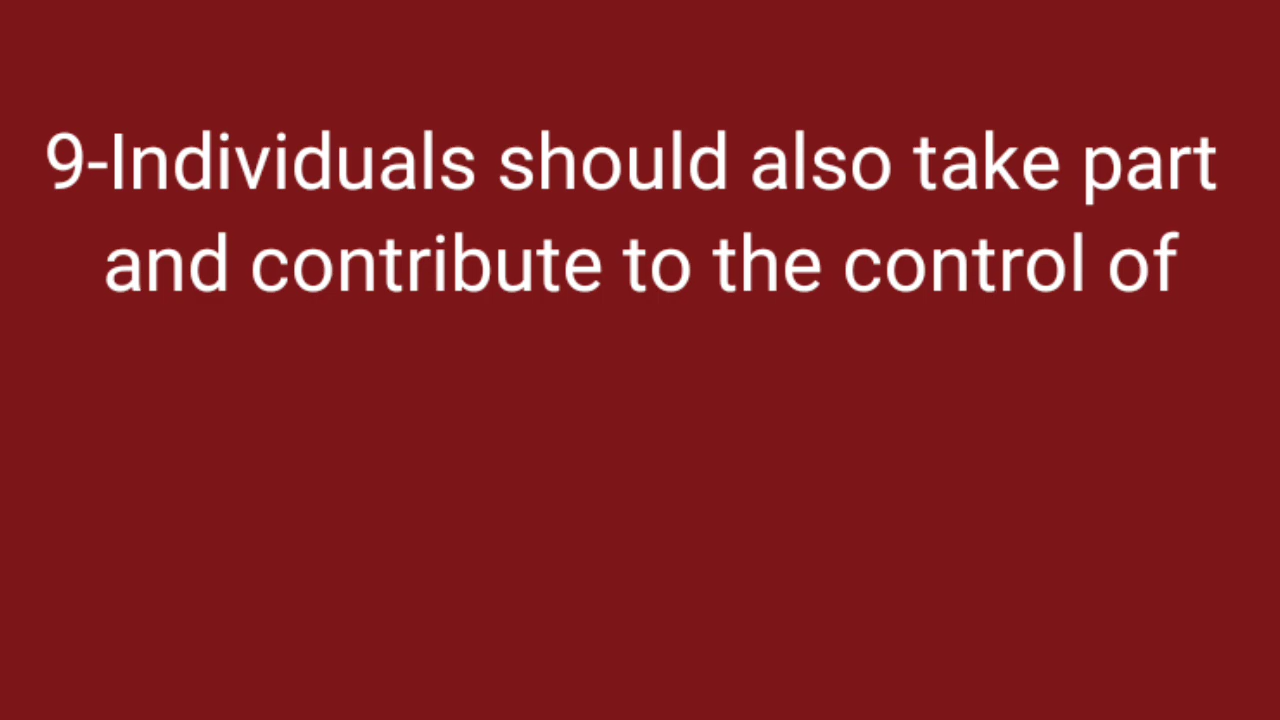 9-Individuals should also take part
and contribute to the control of